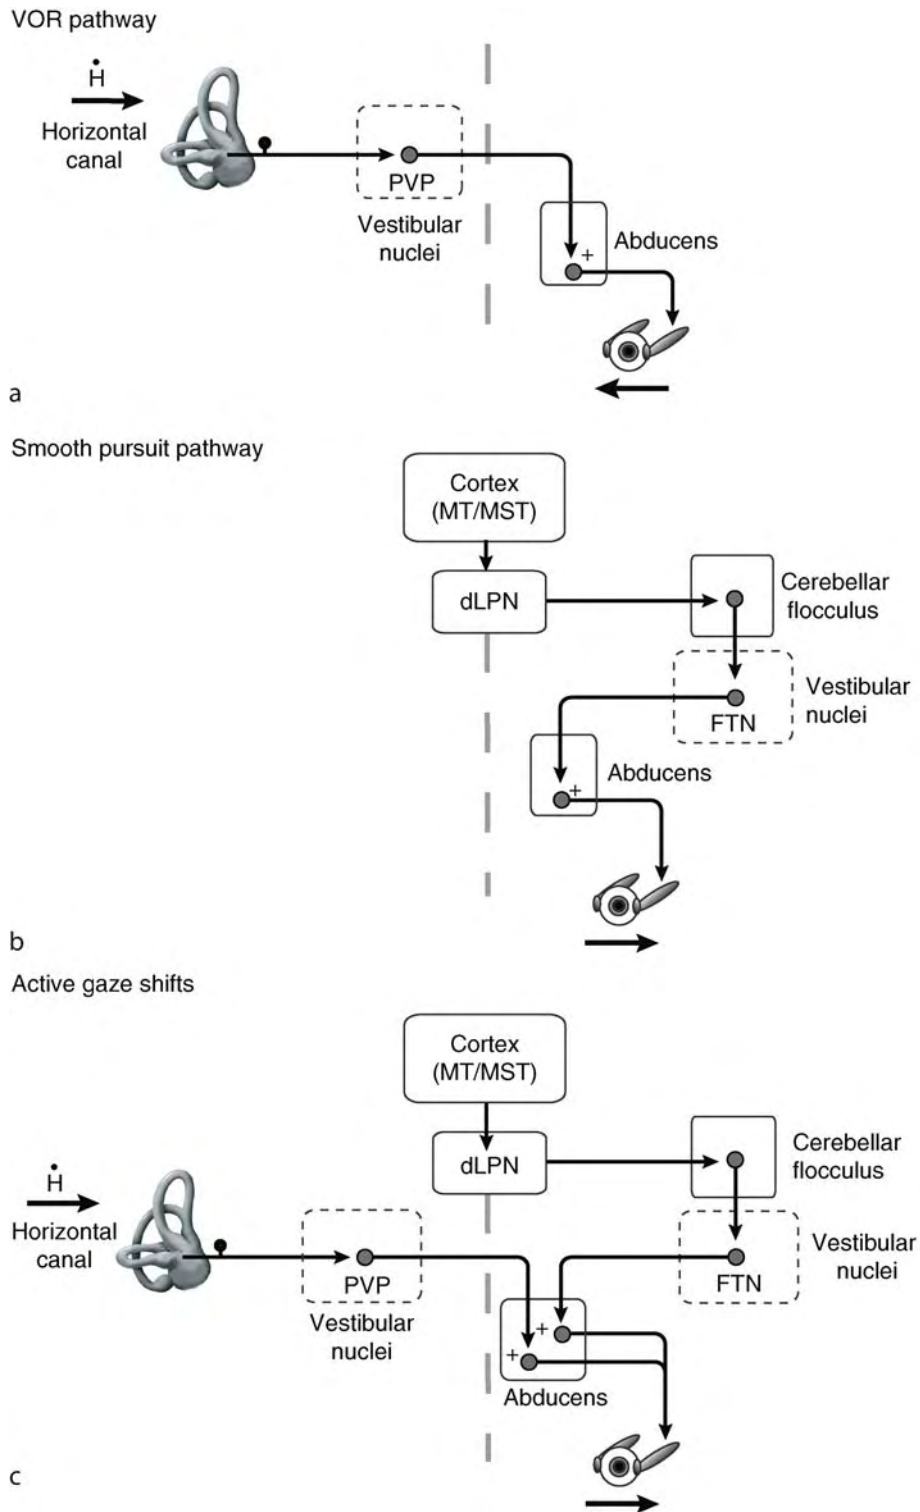 VOR pathway
Ḣ
Horizontal
canal
PVP
Vestibular
nuclei
+
Abducens
a
Smooth pursuit pathway
Cortex
(MT/MST)
dLPN
Cerebellar
flocculus
Vestibular
nuclei
FTN
Abducens
+
b
Active gaze shifts
Cortex
(MT/MST)
dLPN
Cerebellar
flocculus
Ḣ
Horizontal
canal
PVP
Vestibular
nuclei
FTN
Vestibular
nuclei
+
+
Abducens
c